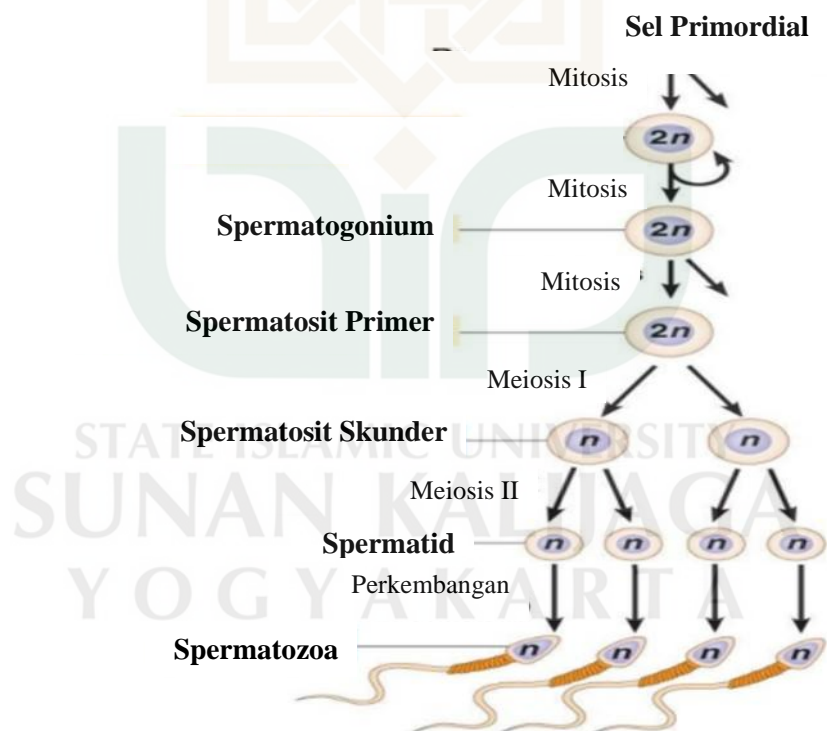 Sel Primordial
Mitosis
2n
Mitosis
Spermatogonium
2n
Mitosis
Spermatosit Primer
2n
Meiosis I
Spermatosit Skunder
n n
Meiosis II
Spermatid
n n n n
Perkembangan
Spermatozoa
n n n n
STATE ISLAMIC UNIVERSITY
SUNAN KALIJAGA
YOGYAKARTA